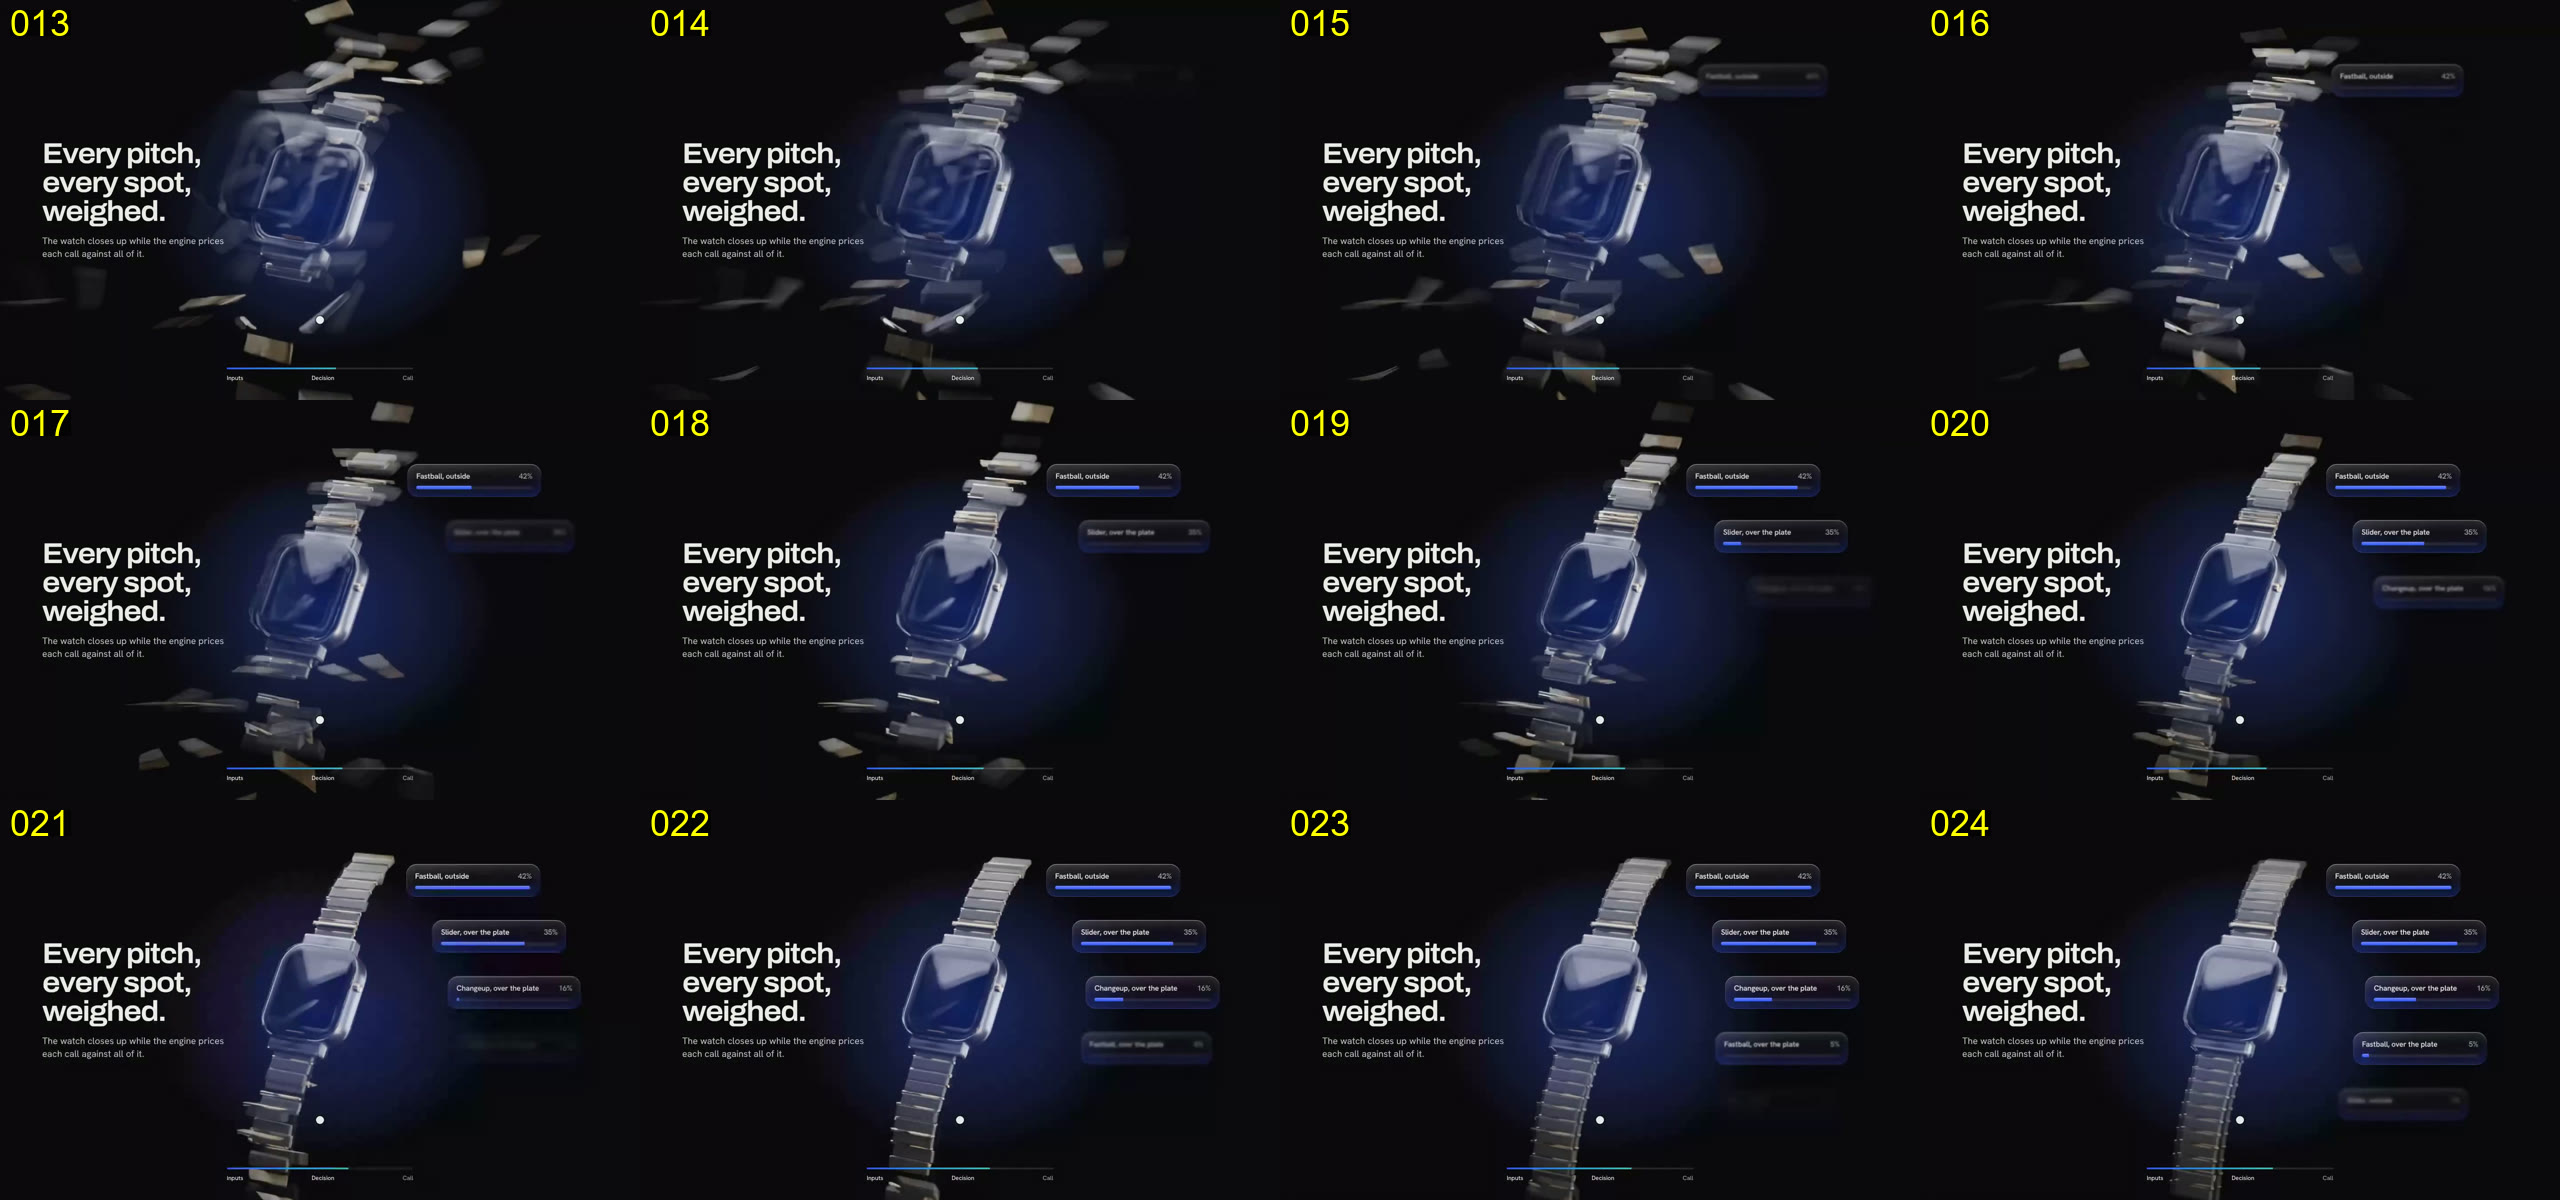 013
Every pitch,
every spot,
weighed.
The watch closes up while the engine prices
each call against all of it.
Inputs Decision Call
014
Every pitch,
every spot,
weighed.
The watch closes up while the engine prices
each call against all of it.
Inputs Decision Call
015
Fastball, outside
Every pitch,
every spot,
weighed.
The watch closes up while the engine prices
each call against all of it.
Inputs Decision Call
016
Fastball, outside 42%
Every pitch,
every spot,
weighed.
The watch closes up while the engine prices
each call against all of it.
Inputs Decision Call
017
Fastball, outside 42%
Every pitch,
every spot,
weighed.
The watch closes up while the engine prices
each call against all of it.
Inputs Decision Call
018
Fastball, outside 42%
Slider, over the plate 35%
Every pitch,
every spot,
weighed.
The watch closes up while the engine prices
each call against all of it.
Inputs Decision Call
019
Fastball, outside 42%
Slider, over the plate 35%
Every pitch,
every spot,
weighed.
The watch closes up while the engine prices
each call against all of it.
Inputs Decision Call
020
Fastball, outside 42%
Slider, over the plate 35%
Changeup, over the plate 16%
Every pitch,
every spot,
weighed.
The watch closes up while the engine prices
each call against all of it.
Inputs Decision Call
021
Fastball, outside 42%
Slider, over the plate 35%
Changeup, over the plate 16%
Every pitch,
every spot,
weighed.
The watch closes up while the engine prices
each call against all of it.
Inputs Decision Call
022
Fastball, outside 42%
Slider, over the plate 35%
Changeup, over the plate 16%
Fastball, over the plate
Every pitch,
every spot,
weighed.
The watch closes up while the engine prices
each call against all of it.
Inputs Decision Call
023
Fastball, outside 42%
Slider, over the plate 35%
Changeup, over the plate 16%
Fastball, over the plate 5%
Every pitch,
every spot,
weighed.
The watch closes up while the engine prices
each call against all of it.
Inputs Decision Call
024
Fastball, outside 42%
Slider, over the plate 35%
Changeup, over the plate 16%
Fastball, over the plate 5%
Slider, outside
Every pitch,
every spot,
weighed.
The watch closes up while the engine prices
each call against all of it.
Inputs Decision Call